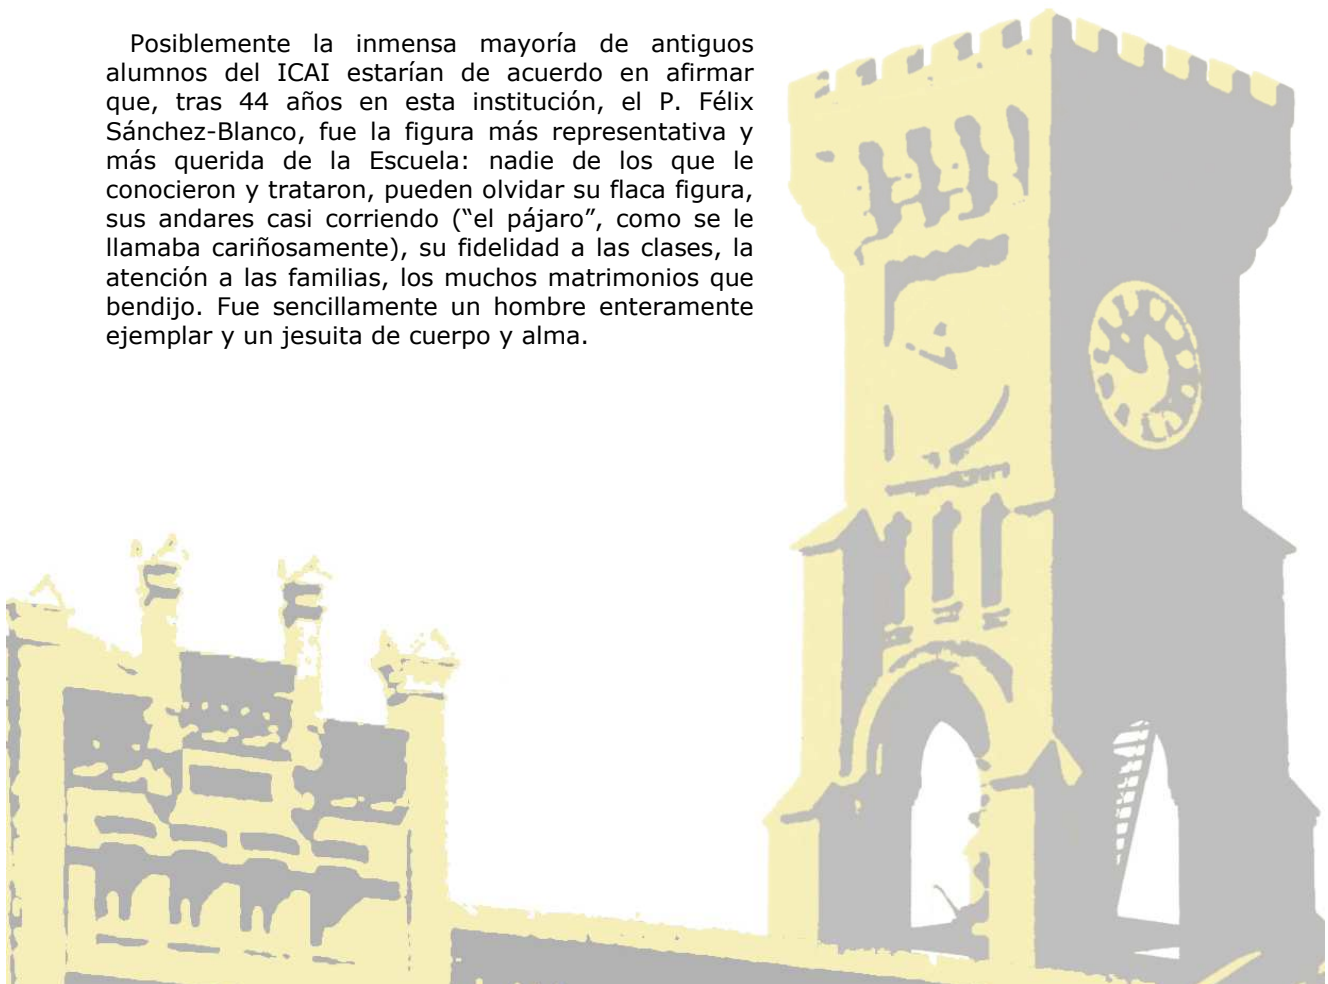 Posiblemente la inmensa mayoría de antiguos
alumnos del ICAI estarían de acuerdo en afirmar
que, tras 44 años en esta institución, el P. Félix
Sánchez-Blanco, fue la figura más representativa y
más querida de la Escuela: nadie de los que le
conocieron y trataron, pueden olvidar su flaca figura,
sus andares casi corriendo (“el pájaro”, como se le
llamaba cariñosamente), su fidelidad a las clases, la
atención a las familias, los muchos matrimonios que
bendijo. Fue sencillamente un hombre enteramente
ejemplar y un jesuita de cuerpo y alma.